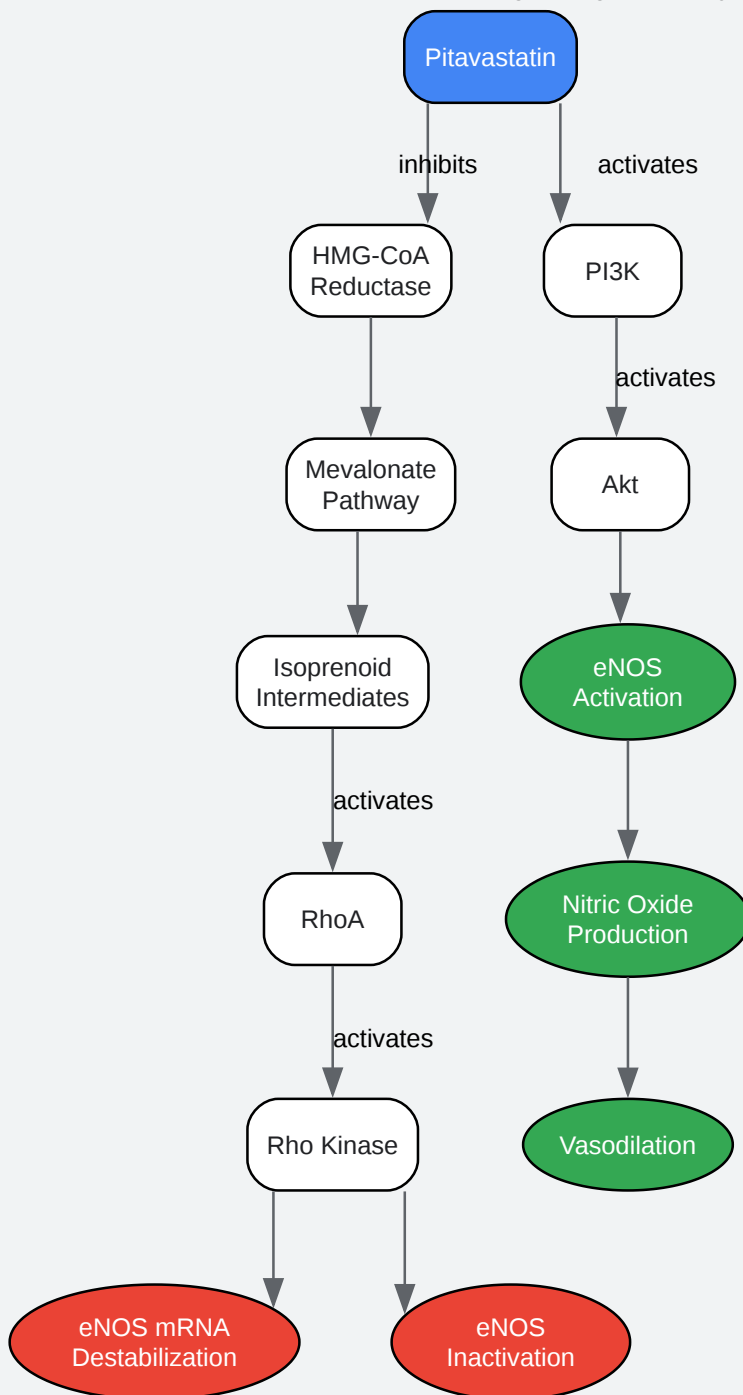 Pitavastatin
inhibits
activates
HMG-CoA
Reductase
PI3K
activates
Mevalonate
Pathway
Akt
Isoprenoid
Intermediates
eNOS
Activation
activates
RhoA
Nitric Oxide
Production
activates
Rho Kinase
Vasodilation
eNOS mRNA
Destabilization
eNOS
Inactivation